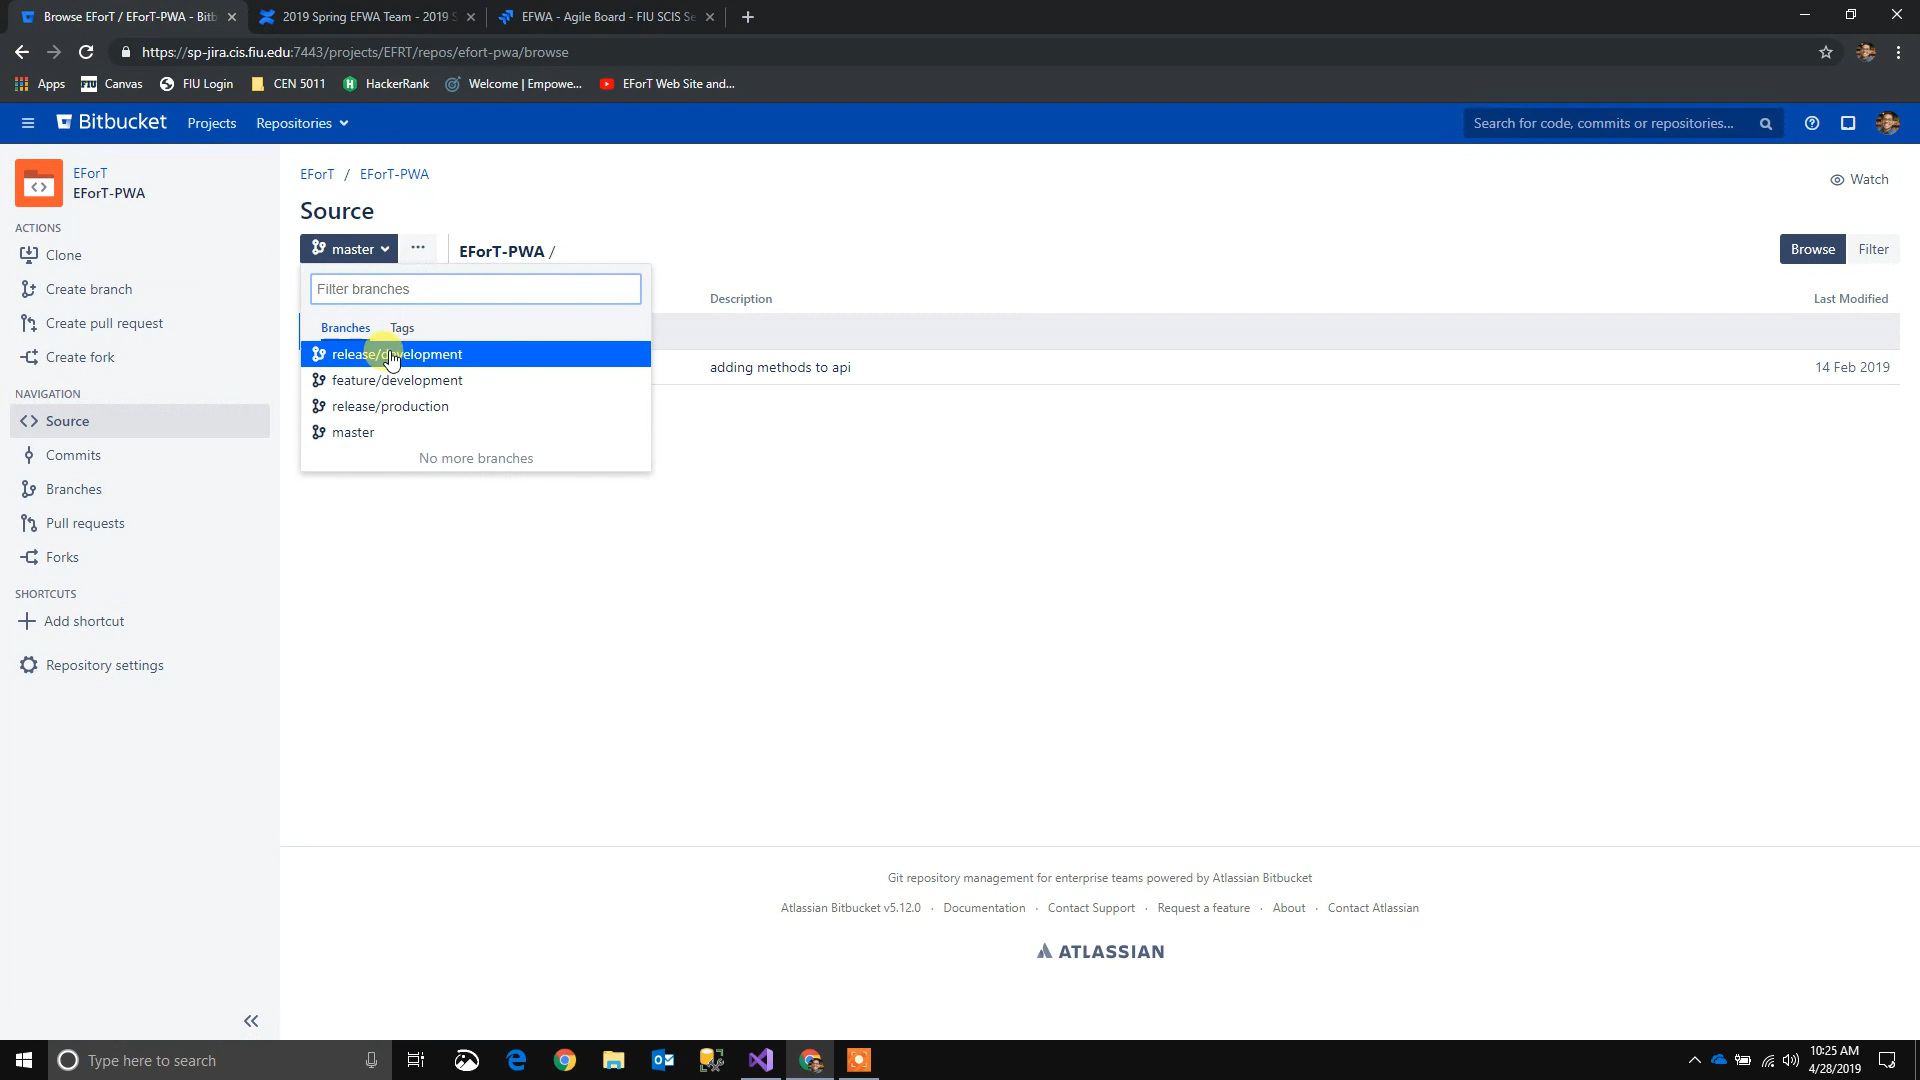 Browse EForT / EForT-PWA - Bitb
2019 Spring EFWA Team - 2019 S
EFWA - Agile Board - FIU SCIS Se
https://sp-jira.cis.fiu.edu:7443/projects/EFRT/repos/efort-pwa/browse
Apps
FIU
Canvas
FIU Login
CEN 5011
HackerRank
Welcome | Empowe...
EForT Web Site and...
Bitbucket
Projects
Repositories
Search for code, commits or repositories...
EForT
EForT-PWA
ACTIONS
Clone
Create branch
Create pull request
Create fork
NAVIGATION
Source
Commits
Branches
Pull requests
Forks
SHORTCUTS
Add shortcut
Repository settings
EForT / EForT-PWA
Watch
Source
master
EForT-PWA /
Browse
Filter
Filter branches
Branches
Tags
release/development
feature/development
release/production
master
No more branches
Description
Last Modified
adding methods to api
14 Feb 2019
Git repository management for enterprise teams powered by Atlassian Bitbucket
Atlassian Bitbucket v5.12.0 · Documentation · Contact Support · Request a feature · About · Contact Atlassian
ATLASSIAN
Type here to search
10:25 AM
4/28/2019